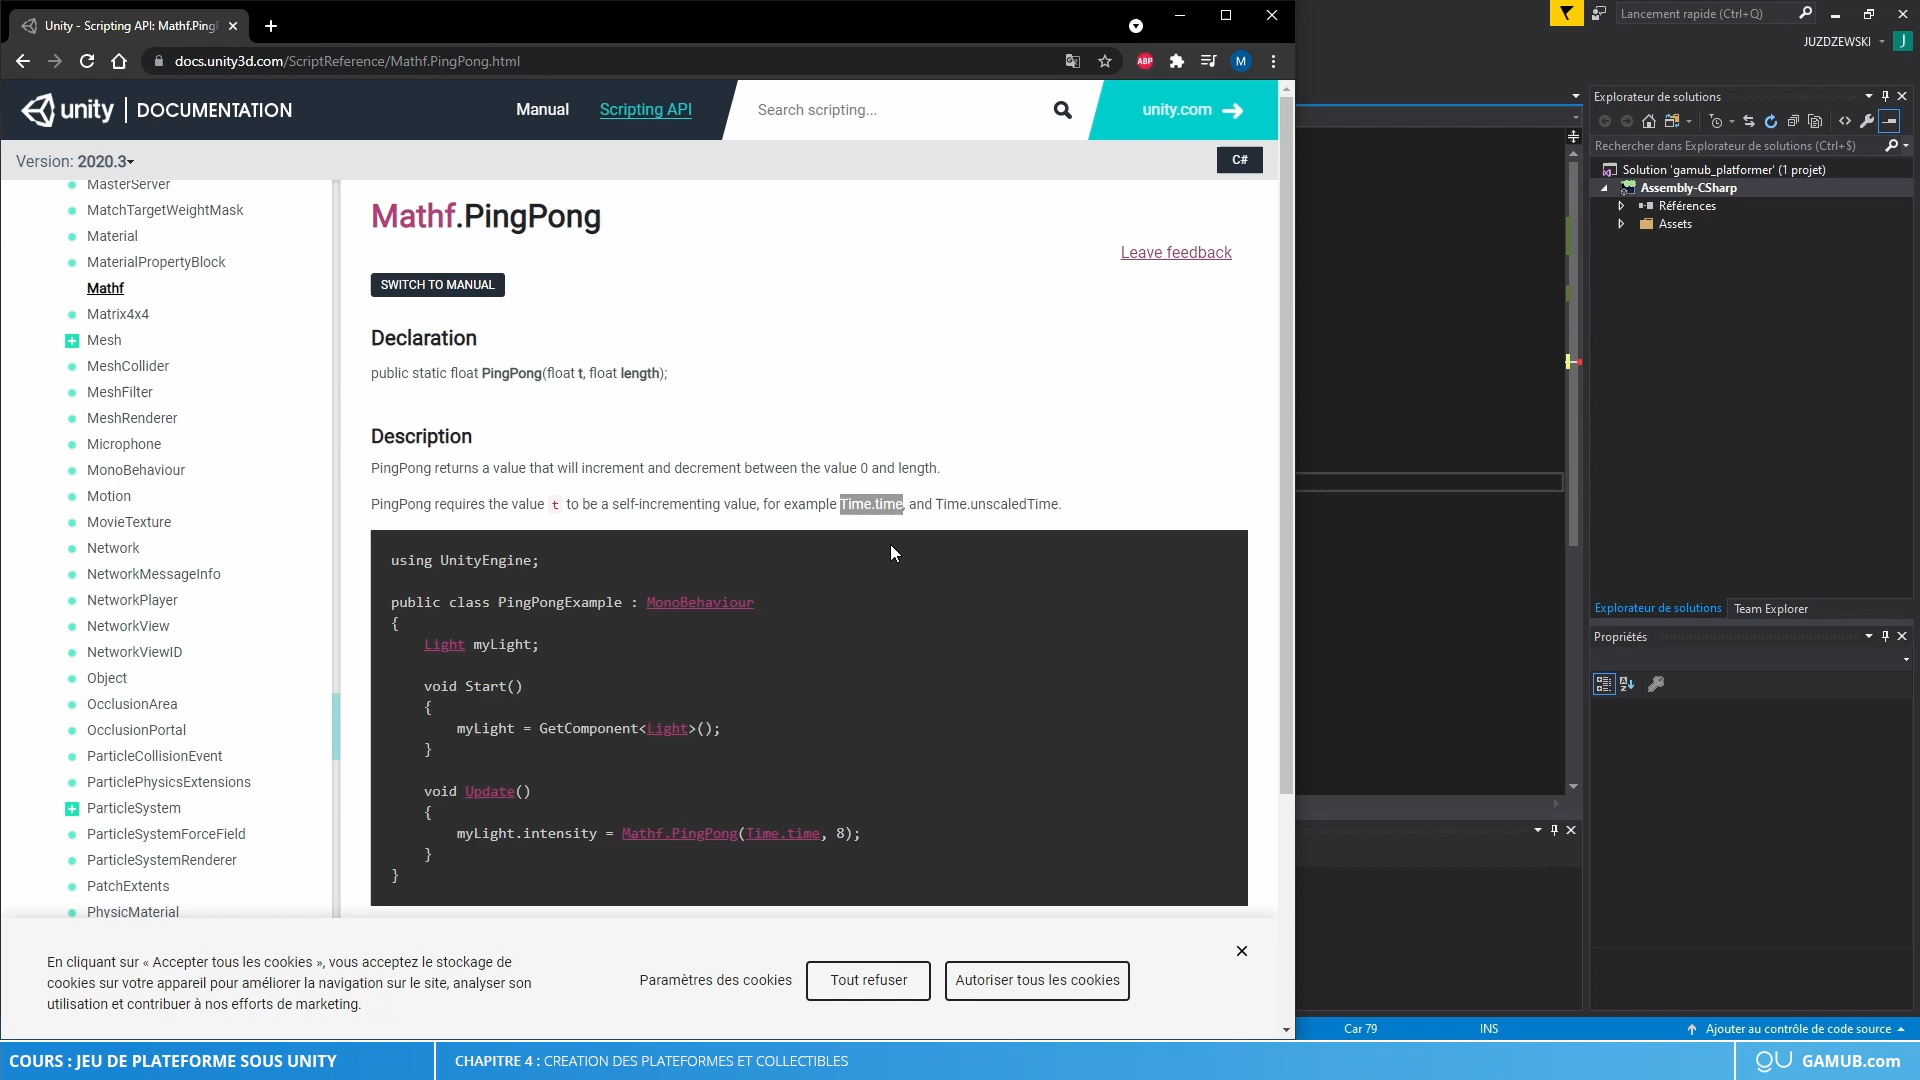 Unity - Scripting API: Mathf.Ping
docs.unity3d.com/ScriptReference/Mathf.PingPong.html
ABP
M
unity | DOCUMENTATION
Manual
Scripting API
Search scripting...
unity.com
Version: 2020.3
C#
MasterServer
MatchTargetWeightMask
Material
MaterialPropertyBlock
Mathf
Matrix4x4
Mesh
MeshCollider
MeshFilter
MeshRenderer
Microphone
MonoBehaviour
Motion
MovieTexture
Network
NetworkMessageInfo
NetworkPlayer
NetworkView
NetworkViewID
Object
OcclusionArea
OcclusionPortal
ParticleCollisionEvent
ParticlePhysicsExtensions
ParticleSystem
ParticleSystemForceField
ParticleSystemRenderer
PatchExtents
PhysicMaterial
Mathf.PingPong
Leave feedback
SWITCH TO MANUAL
Declaration
public static float PingPong(float t, float length);
Description
PingPong returns a value that will increment and decrement between the value 0 and length.
PingPong requires the value t to be a self-incrementing value, for example Time.time, and Time.unscaledTime.
using UnityEngine;
public class PingPongExample : MonoBehaviour
{
Light myLight;
void Start()
{
myLight = GetComponent<Light>();
}
void Update()
{
myLight.intensity = Mathf.PingPong(Time.time, 8);
}
}
En cliquant sur « Accepter tous les cookies », vous acceptez le stockage de
cookies sur votre appareil pour améliorer la navigation sur le site, analyser son
utilisation et contribuer à nos efforts de marketing.
Paramètres des cookies
Tout refuser
Autoriser tous les cookies
Lancement rapide (Ctrl+Q)
JUZDZEWSKI
J
Explorateur de solutions
Rechercher dans Explorateur de solutions (Ctrl+$)
Solution 'gamub_platformer' (1 projet)
Assembly-CSharp
Références
Assets
Explorateur de solutions
Team Explorer
Propriétés
Car 79
INS
Ajouter au contrôle de code source
COURS : JEU DE PLATEFORME SOUS UNITY
CHAPITRE 4 : CREATION DES PLATEFORMES ET COLLECTIBLES
GU GAMUB.com